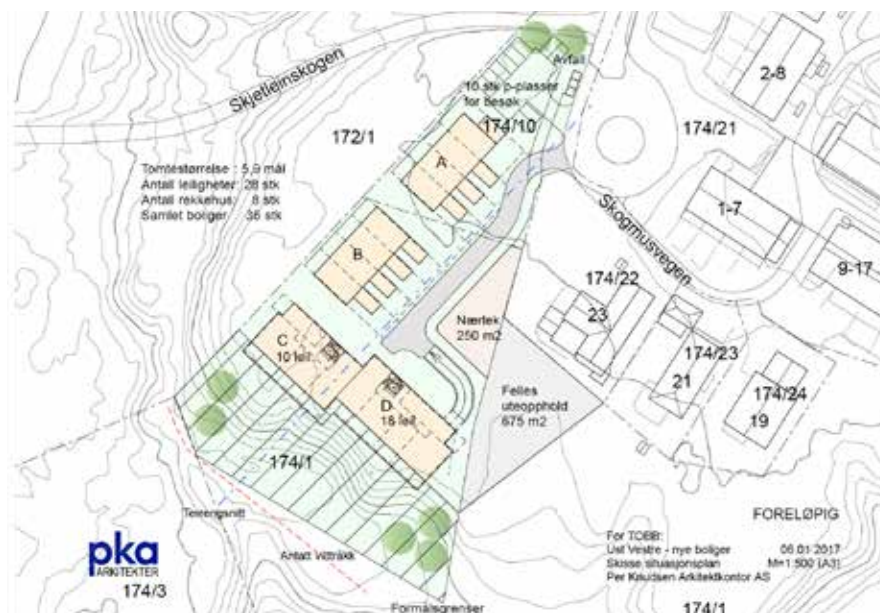 Skjetleinskogen
Avfall
2-8
10 stk p-plasser
for besøk
172/1
174/10
174/21
Tomtestørrelse : 5,9 mål
Antall leiligheter: 28 stk
Antall rekkehus: 8 stk
Samlet boliger: 36 stk
A
Skogmusvegen
1-7
9-17
B
174/22
23
Nærlek
250 m2
C
10 leil.
174/23
21
Felles
uteopphold
675 m2
D
18 leil.
174/24
19
174/1
Terrengsnitt
FORELØPIG
pka
ARKITEKTER
174/3
Antatt
For TOBB:
Ust Vestre - nye boliger 06.01.2017
Skisse situasjonsplan M=1:500 (A3)
Per Knudsen Arkitektkontor AS
Formålsgrenser
174/1